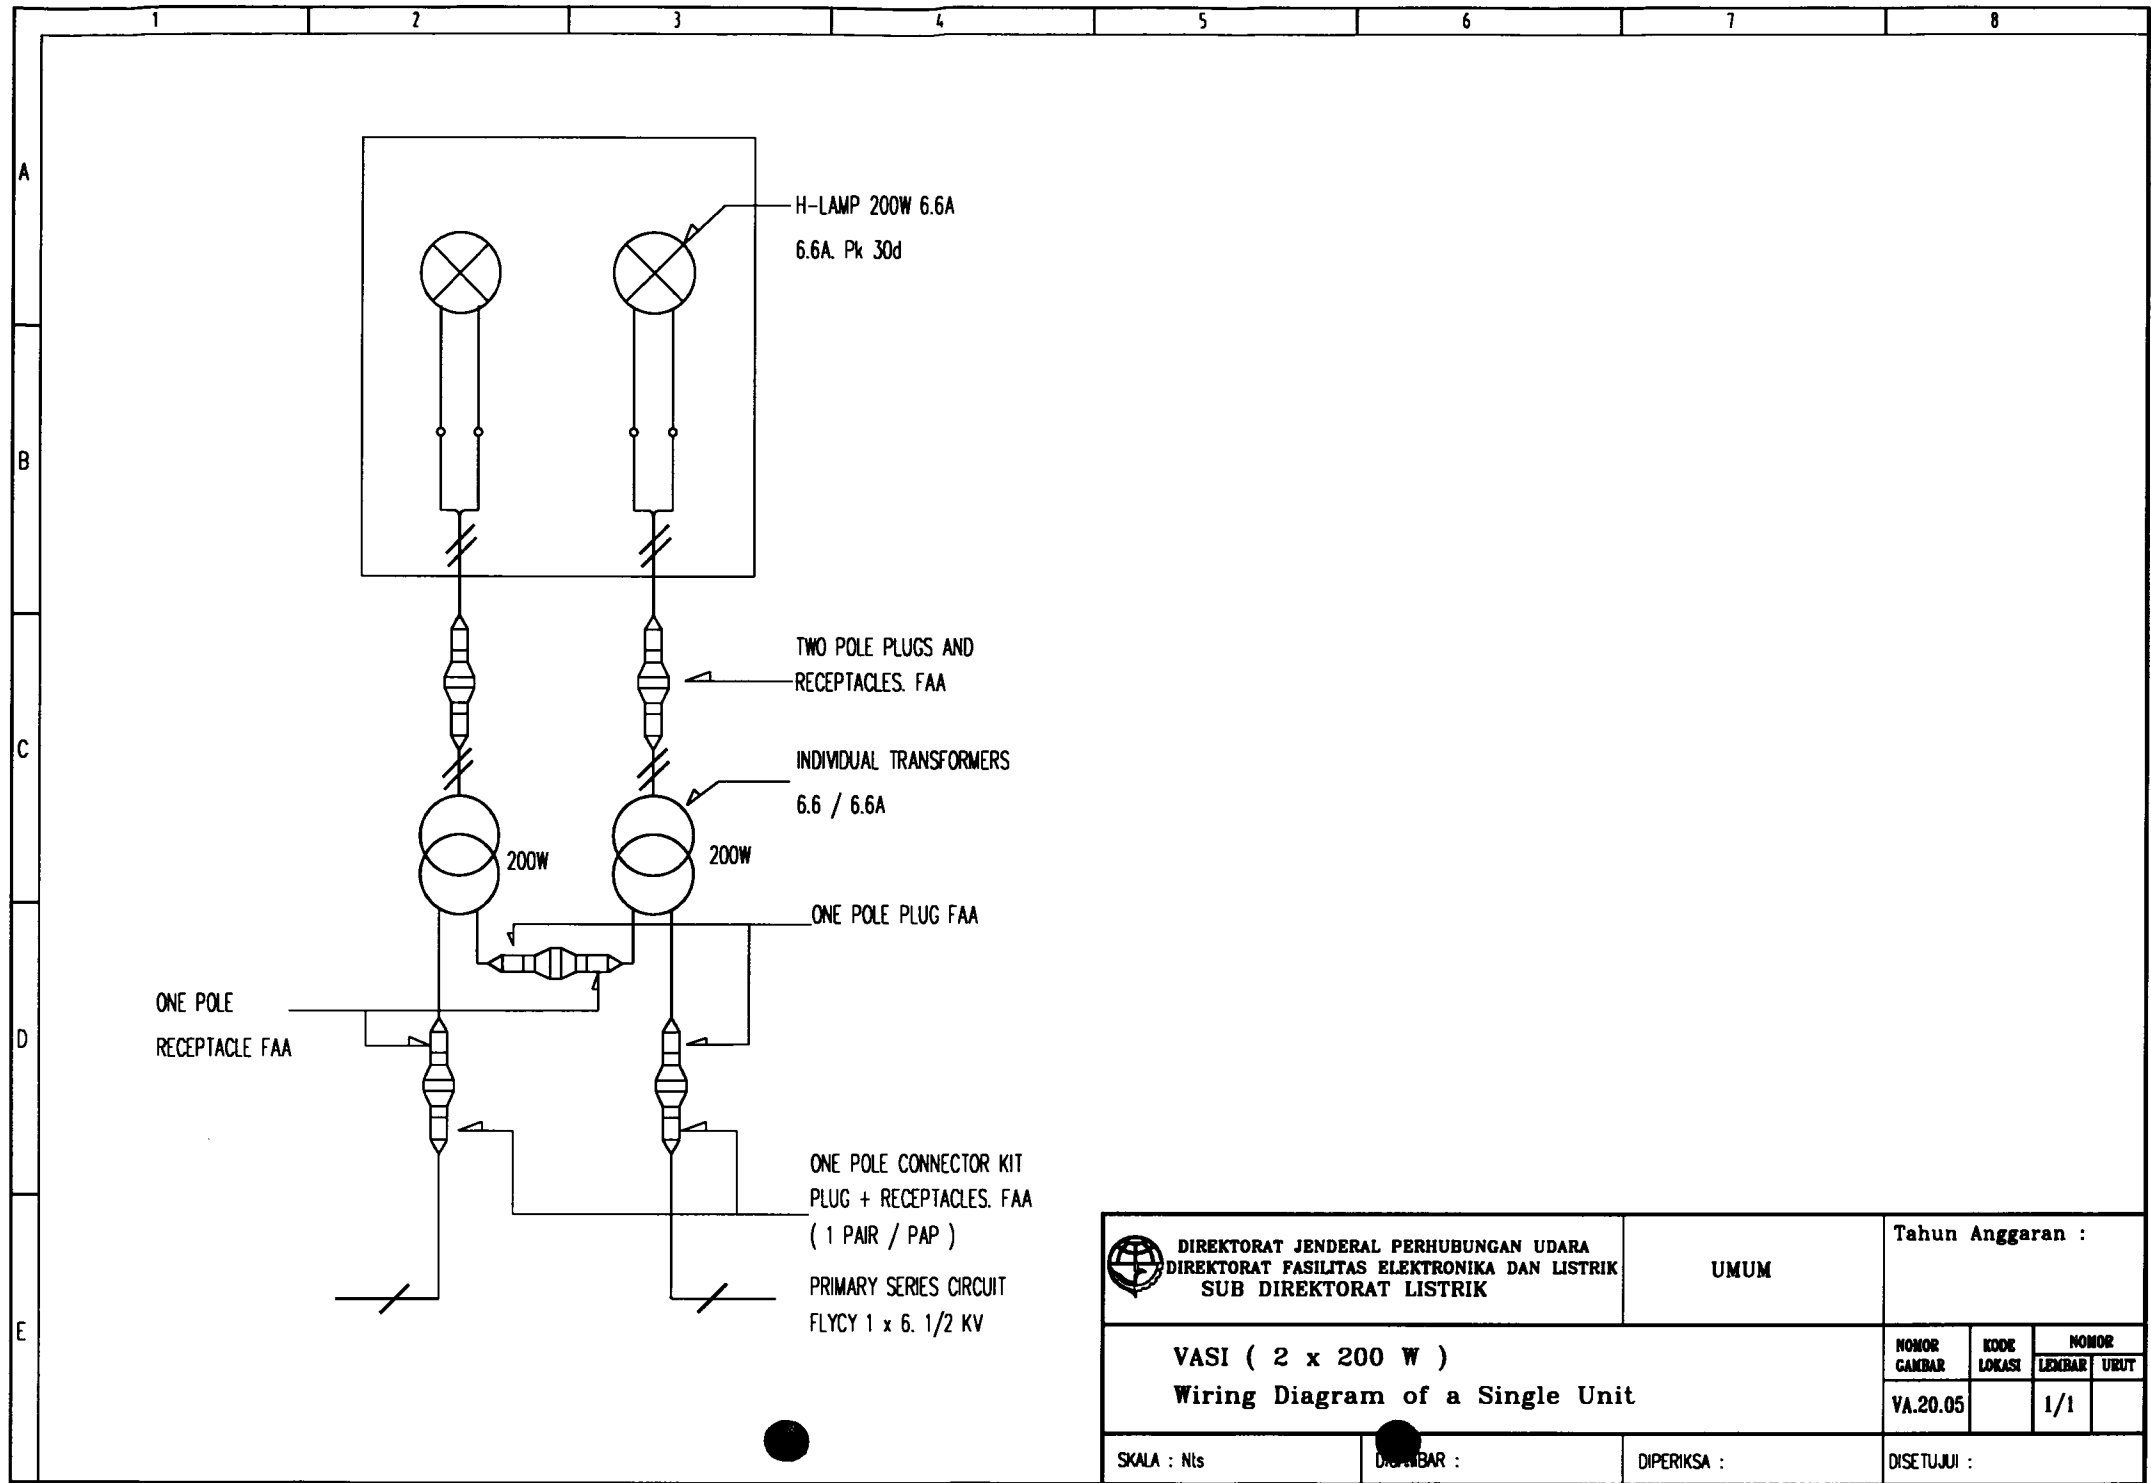 1 2 3 4 5 6 7 8
A
B
C
D
E
H-LAMP 200W 6.6A
6.6A. Pk 30d
TWO POLE PLUGS AND
RECEPTACLES. FAA
INDIVIDUAL TRANSFORMERS
6.6 / 6.6A
200W
200W
ONE POLE PLUG FAA
ONE POLE
RECEPTACLE FAA
ONE POLE CONNECTOR KIT
PLUG + RECEPTACLES. FAA
( 1 PAIR / PAP )
PRIMARY SERIES CIRCUIT
FLYCY 1 x 6. 1/2 KV
DIREKTORAT JENDERAL PERHUBUNGAN UDARA
DIREKTORAT FASILITAS ELEKTRONIKA DAN LISTRIK
SUB DIREKTORAT LISTRIK
UMUM
Tahun Anggaran :
VASI ( 2 x 200 W )
Wiring Diagram of a Single Unit
NOMOR
GAMBAR
KODE
LOKASI
NOMOR
LEMBAR URUT
VA.20.05
1/1
SKALA : Nts
BAR :
DIPERIKSA :
DISETUJUI :